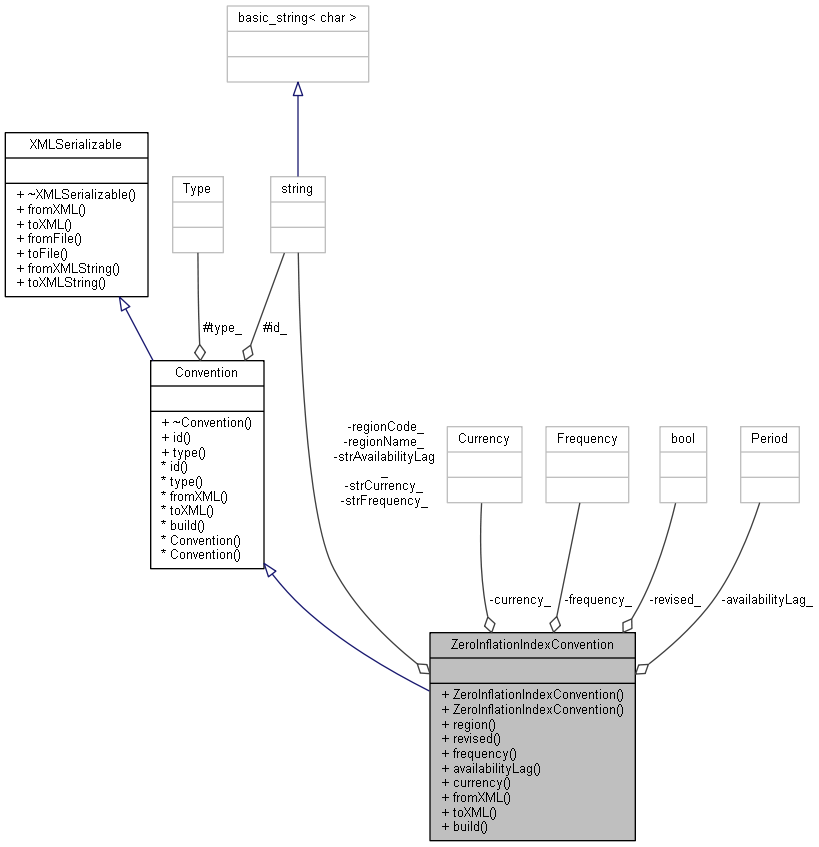 basic_string< char >
XMLSerializable
+ ~XMLSerializable()
+ fromXML()
+ toXML()
+ fromFile()
+ toFile()
+ fromXMLString()
+ toXMLString()
Type
string
#type_
#id_
Convention
+ ~Convention()
+ id()
+ type()
* id()
* type()
* fromXML()
* toXML()
* build()
* Convention()
* Convention()
-regionCode_
-regionName_
-strAvailabilityLag
_
-strCurrency_
-strFrequency_
Currency
Frequency
bool
Period
-currency_
-frequency_
-revised_
-availabilityLag_
ZeroInflationIndexConvention
+ ZeroInflationIndexConvention()
+ ZeroInflationIndexConvention()
+ region()
+ revised()
+ frequency()
+ availabilityLag()
+ currency()
+ fromXML()
+ toXML()
+ build()